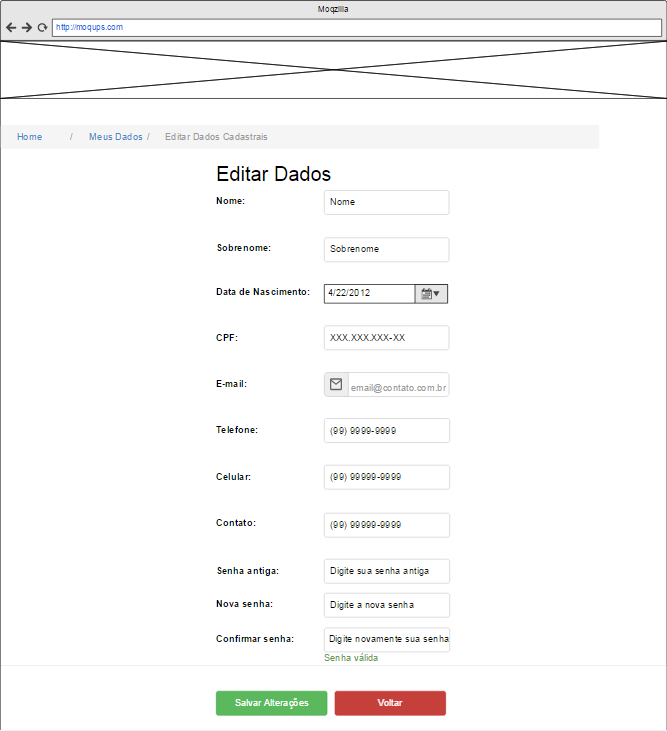 Moqzilla
http://moqups.com
Home / Meus Dados / Editar Dados Cadastrais
Editar Dados
Nome: Nome
Sobrenome: Sobrenome
Data de Nascimento: 4/22/2012
CPF: XXX.XXX.XXX-XX
E-mail: email@contato.com.br
Telefone: (99) 9999-9999
Celular: (99) 99999-9999
Contato: (99) 99999-9999
Senha antiga: Digite sua senha antiga
Nova senha: Digite a nova senha
Confirmar senha: Digite novamente sua senha
Senha válida
Salvar Alterações Voltar